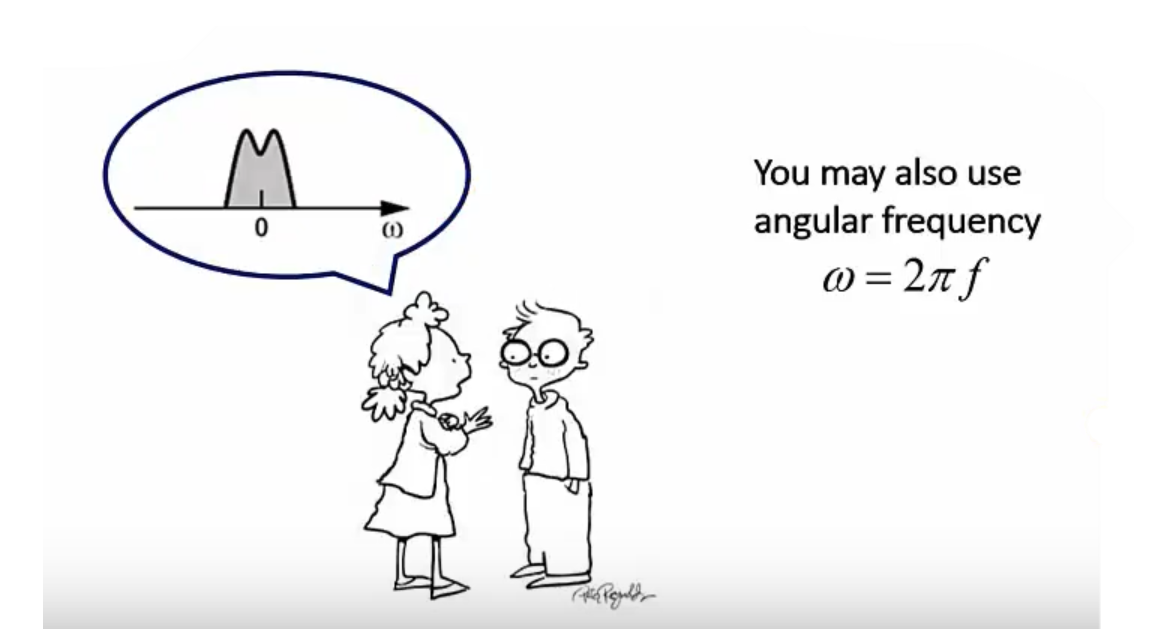 0
ω
You may also use
angular frequency
ω = 2π f